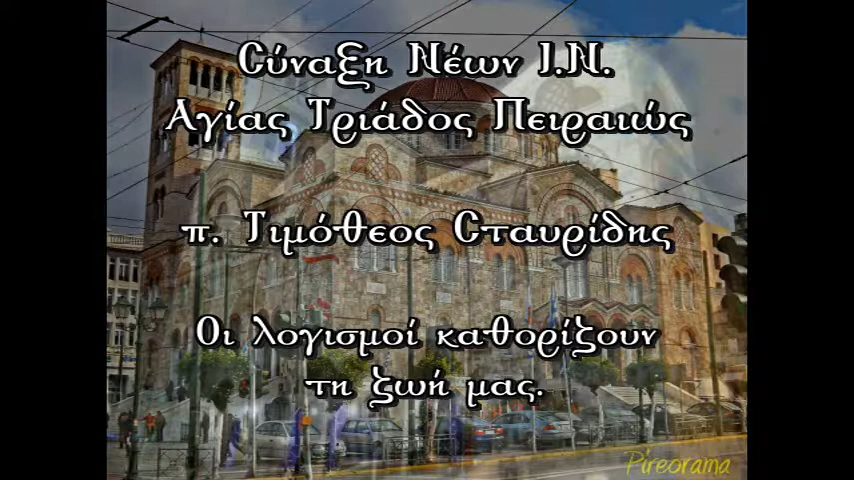 Σύναξη Νέων Ι.Ν.
Αγίας Τριάδος Πειραιώς
π. Τιμόθεος Σταυρίδης
Οι λογισμοί καθορίζουν
τη ζωή μας.
Pireorama